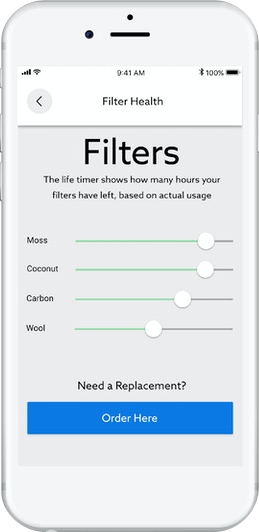 9:41 AM
100%
Filter Health
Filters
The life timer shows how many hours your
filters have left, based on actual usage
Moss
Coconut
Carbon
Wool
Need a Replacement?
Order Here